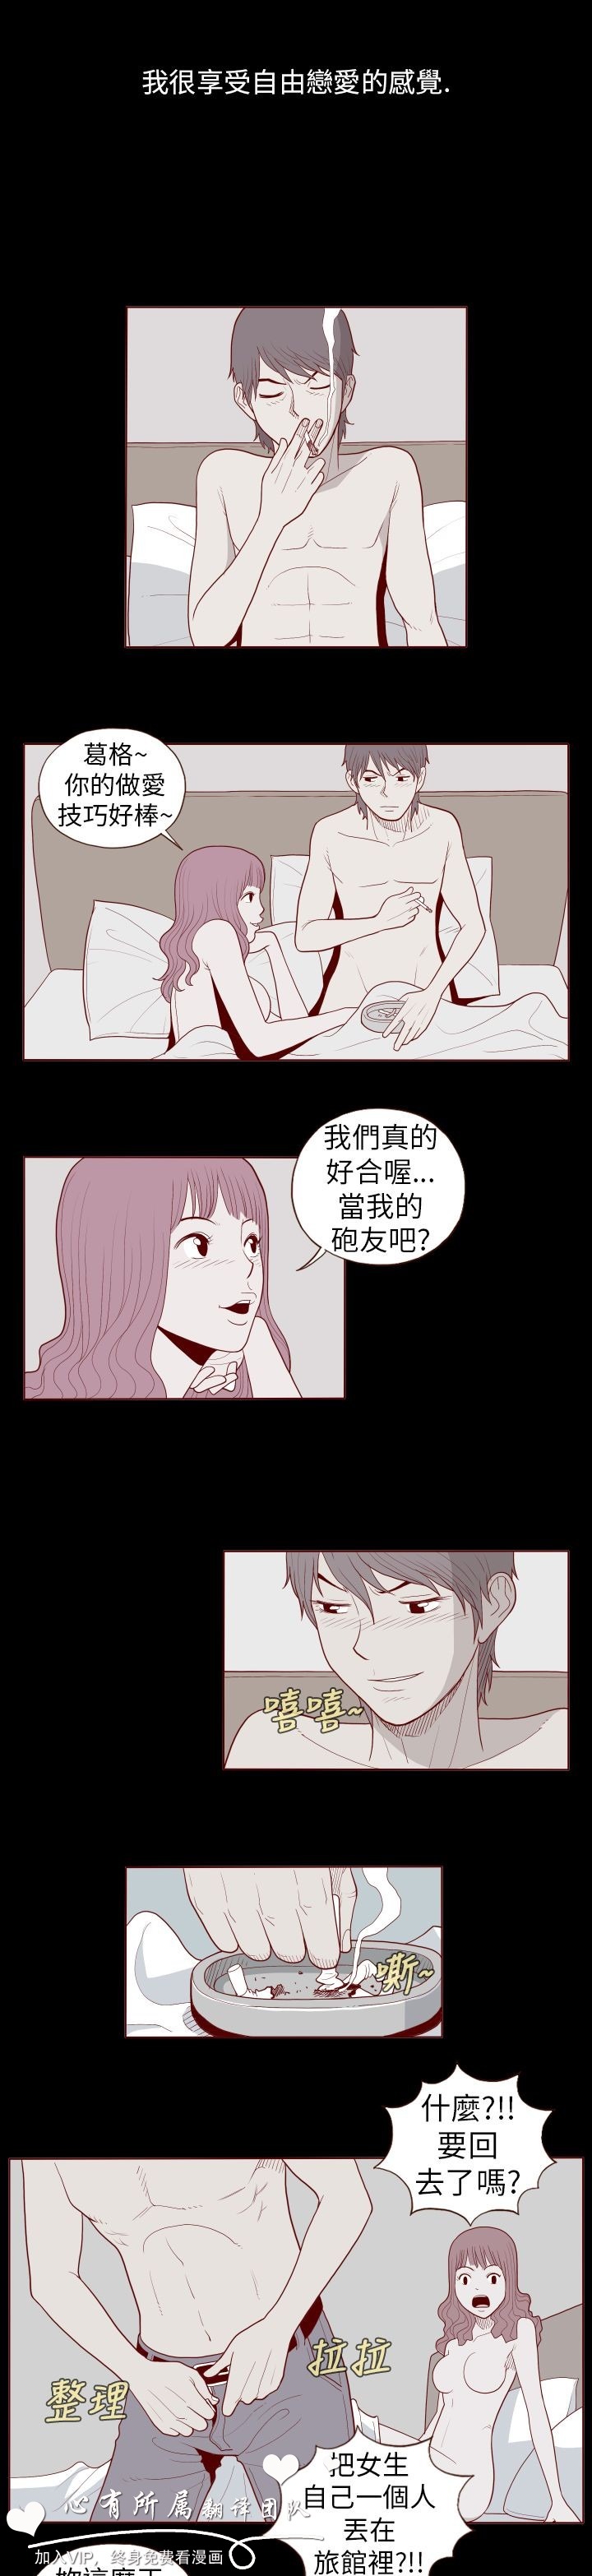 我很享受自由戀愛的感覺.
葛格~
你的做愛
技巧好棒~
我們真的
好合喔...
當我的
砲友吧?
嘻嘻~
嘶~
什麼?!!
要回
去了嗎?
拉拉
整理
把女生
自己一個人
丟在
旅館裡?!!
心有所属翻译团队
加入VIP，终身免费看漫画